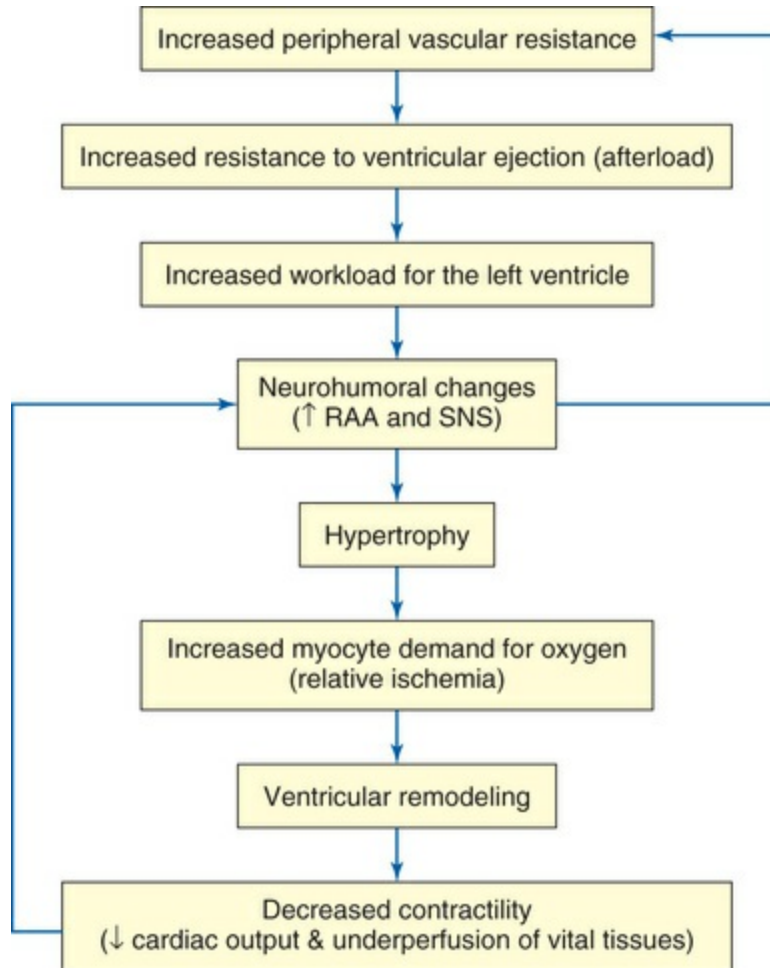 Increased peripheral vascular resistance
Increased resistance to ventricular ejection (afterload)
Increased workload for the left ventricle
Neurohumoral changes
(↑ RAA and SNS)
Hypertrophy
Increased myocyte demand for oxygen
(relative ischemia)
Ventricular remodeling
Decreased contractility
(↓ cardiac output & underperfusion of vital tissues)